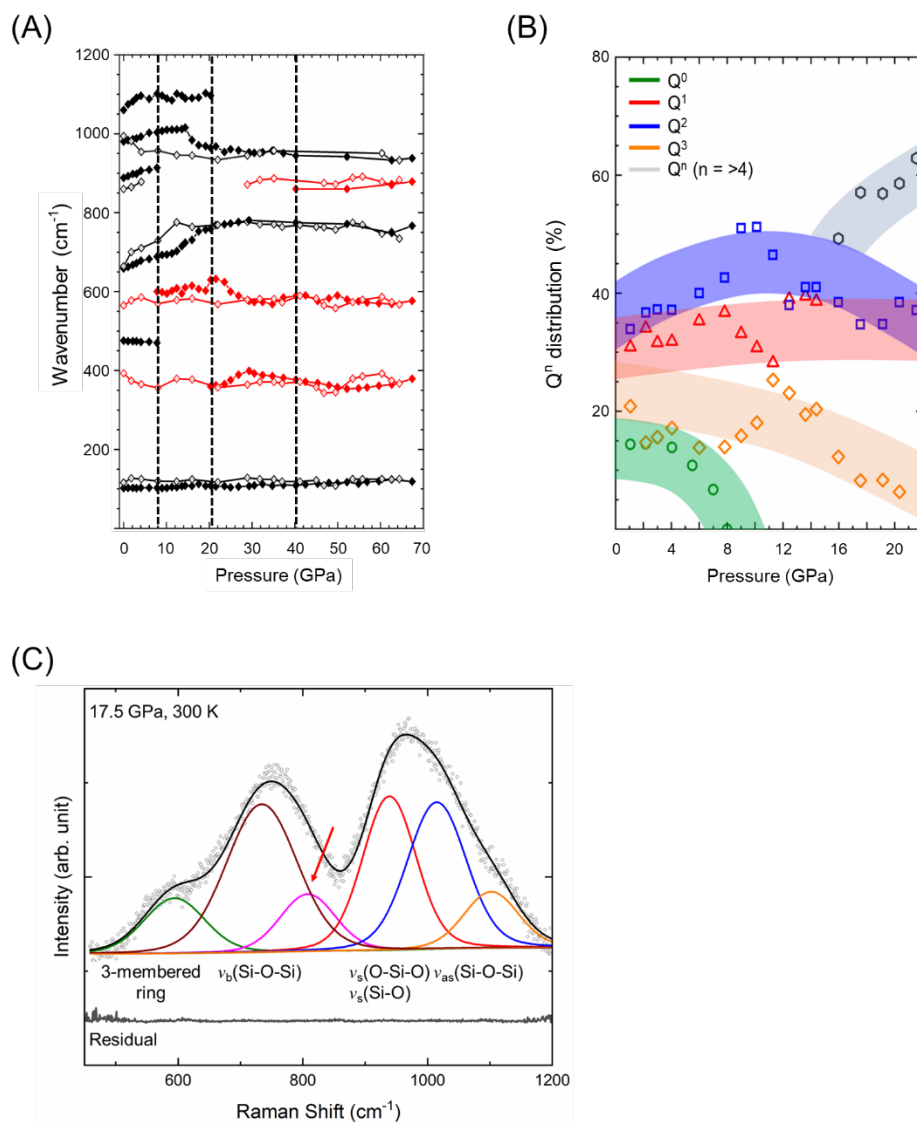 (A)
1200
1000
800
600
400
200
Wavenumber (cm⁻¹)
0 10 20 30 40 50 60 70
Pressure (GPa)
(B)
80
60
40
20
Qⁿ distribution (%)
Q⁰
Q¹
Q²
Q³
Qⁿ (n = >4)
0 4 8 12 16 20
Pressure (GPa)
(C)
17.5 GPa, 300 K
Intensity (arb. unit)
3-membered
ring
νb(Si-O-Si)
νs(O-Si-O)
νs(Si-O)
νas(Si-O-Si)
Residual
600 800 1000 1200
Raman Shift (cm⁻¹)